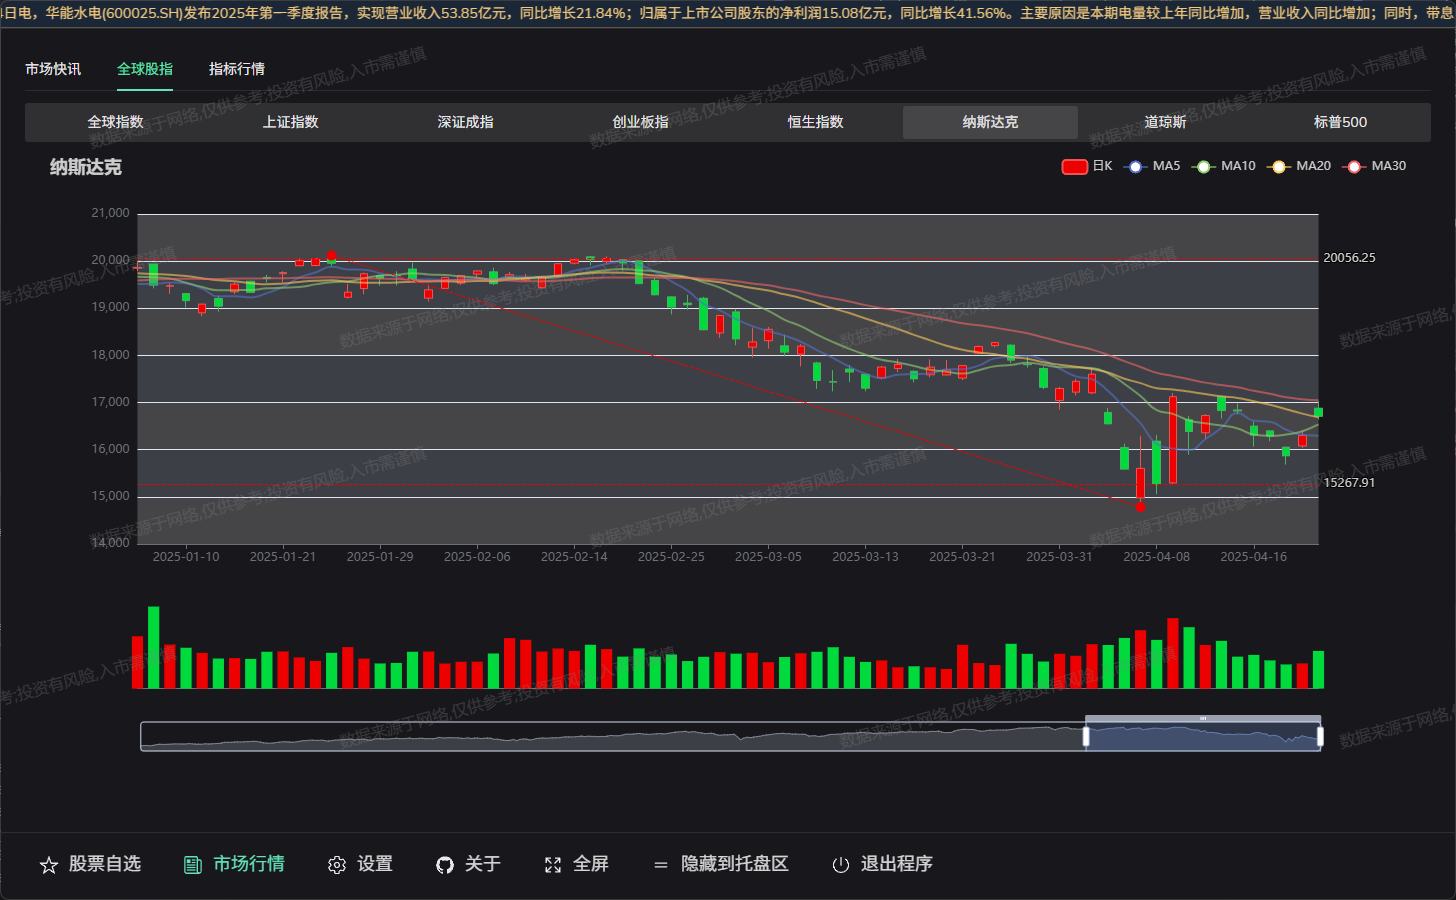 日电，华能水电(600025.SH)发布2025年第一季度报告，实现营业收入53.85亿元，同比增长21.84%；归属于上市公司股东的净利润15.08亿元，同比增长41.56%。主要原因是本期电量较上年同比增加，营业收入同比增加；同时，带息
市场快讯 全球股指 指标行情
全球指数 上证指数 深证成指 创业板指 恒生指数 纳斯达克 道琼斯 标普500
纳斯达克
日K MA5 MA10 MA20 MA30
21,000
20,000
20056.25
19,000
18,000
17,000
16,000
15,000
15267.91
14,000
2025-01-10 2025-01-21 2025-01-29 2025-02-06 2025-02-14 2025-02-25 2025-03-05 2025-03-13 2025-03-21 2025-03-31 2025-04-08 2025-04-16
数据来源于网络,仅供参考;投资有风险,入市需谨慎
股票自选 市场行情 设置 关于 全屏 隐藏到托盘区 退出程序